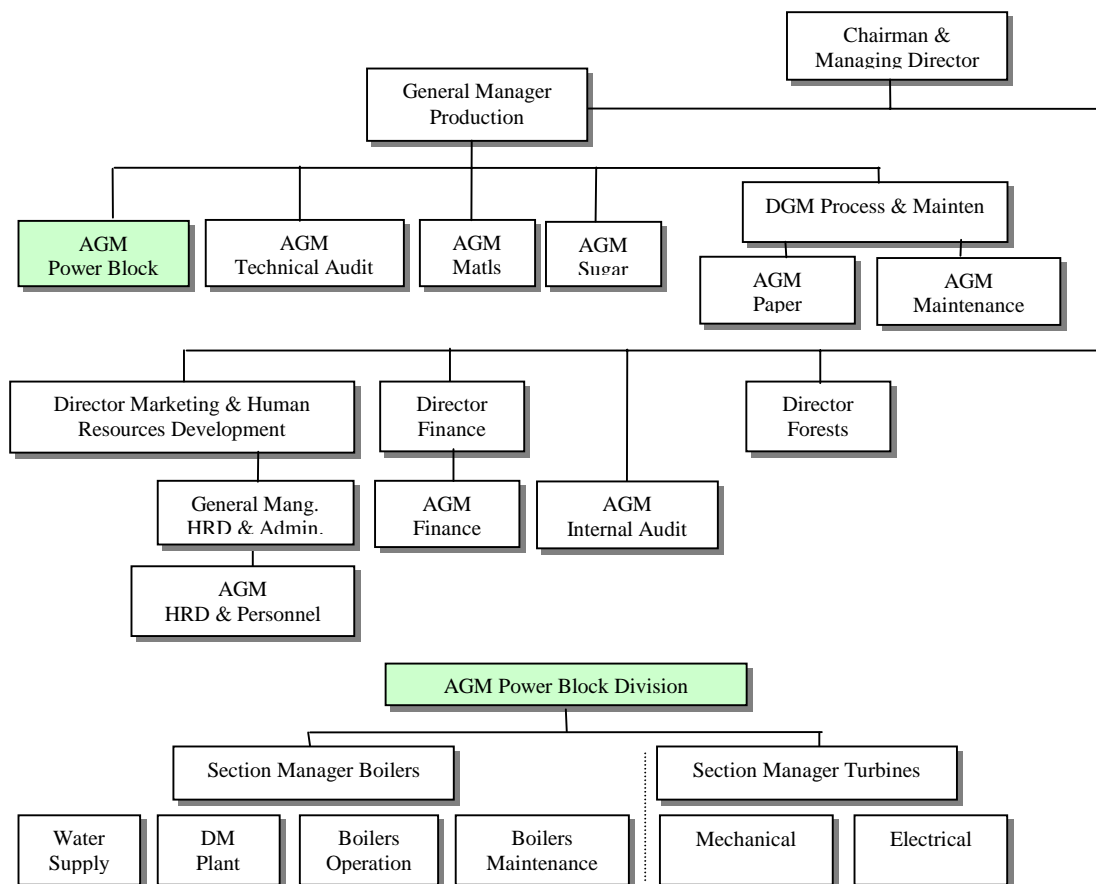 Chairman &
Managing Director
General Manager
Production
DGM Process & Mainten
AGM
Power Block
AGM
Technical Audit
AGM
Matls
AGM
Sugar
AGM
Paper
AGM
Maintenance
Director Marketing & Human
Resources Development
Director
Finance
Director
Forests
General Mang.
HRD & Admin.
AGM
Finance
AGM
Internal Audit
AGM
HRD & Personnel
AGM Power Block Division
Section Manager Boilers
Section Manager Turbines
Water
Supply
DM
Plant
Boilers
Operation
Boilers
Maintenance
Mechanical
Electrical